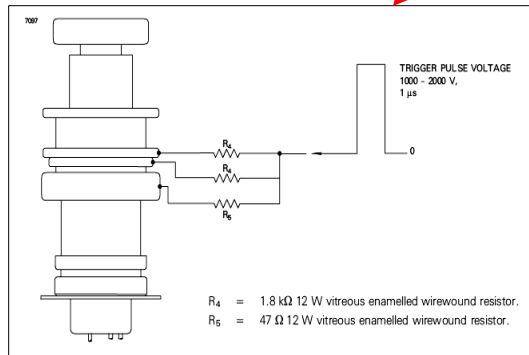 7097
TRIGGER PULSE VOLTAGE
1000 – 2000 V,
1 μs
0
R4
R4
R5
R4 = 1.8 kΩ 12 W vitreous enamelled wirewound resistor.
R5 = 47 Ω 12 W vitreous enamelled wirewound resistor.